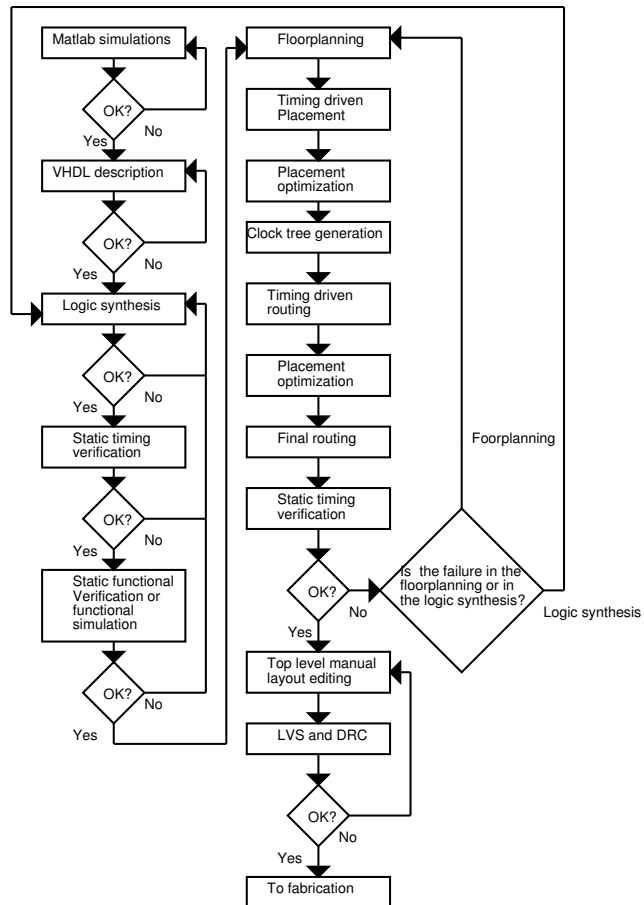 Matlab simulations
OK?
Yes
No
VHDL description
OK?
Yes
No
Logic synthesis
OK?
Yes
No
Static timing
verification
OK?
Yes
No
Static functional
Verification or
functional
simulation
OK?
Yes
No
Floorplanning
Timing driven
Placement
Placement
optimization
Clock tree generation
Timing driven
routing
Placement
optimization
Final routing
Static timing
verification
OK?
No
Yes
Is the failure in the
floorplanning or in
the logic synthesis?
Foorplanning
Logic synthesis
Top level manual
layout editing
LVS and DRC
OK?
No
Yes
To fabrication